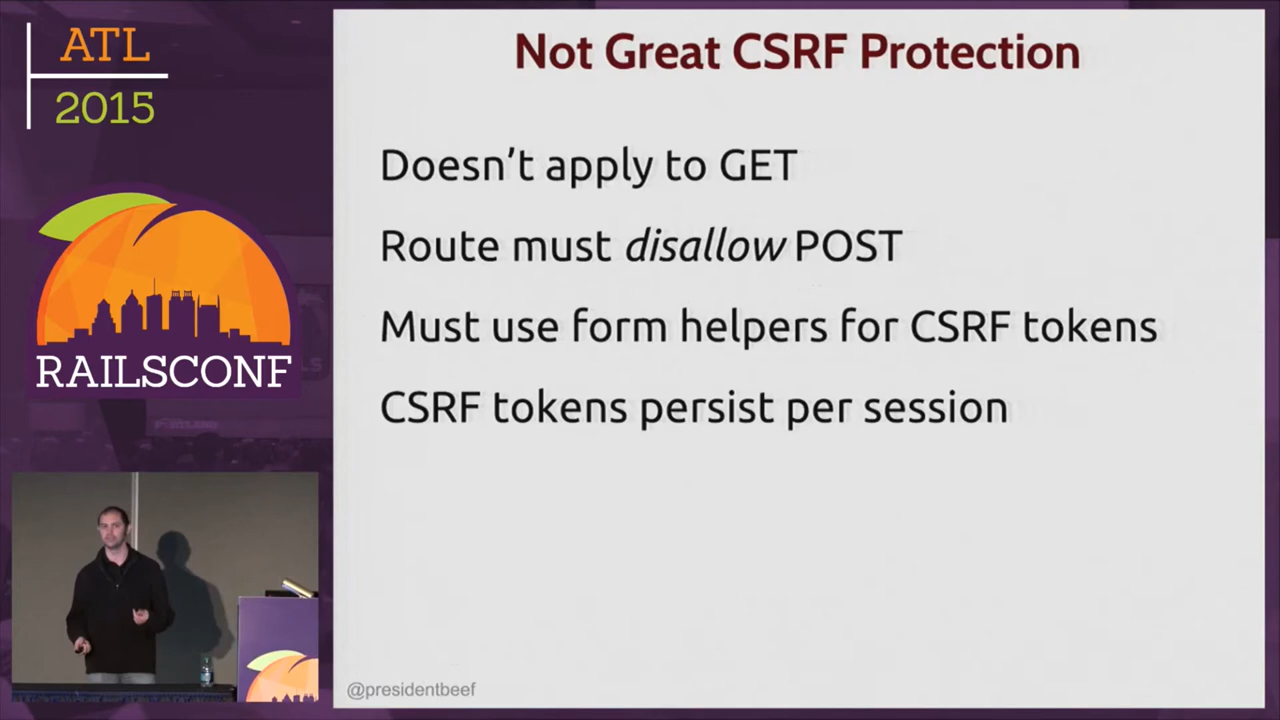 ATL
2015
RAILSCONF
Not Great CSRF Protection
Doesn't apply to GET
Route must disallow POST
Must use form helpers for CSRF tokens
CSRF tokens persist per session
@presidentbeef